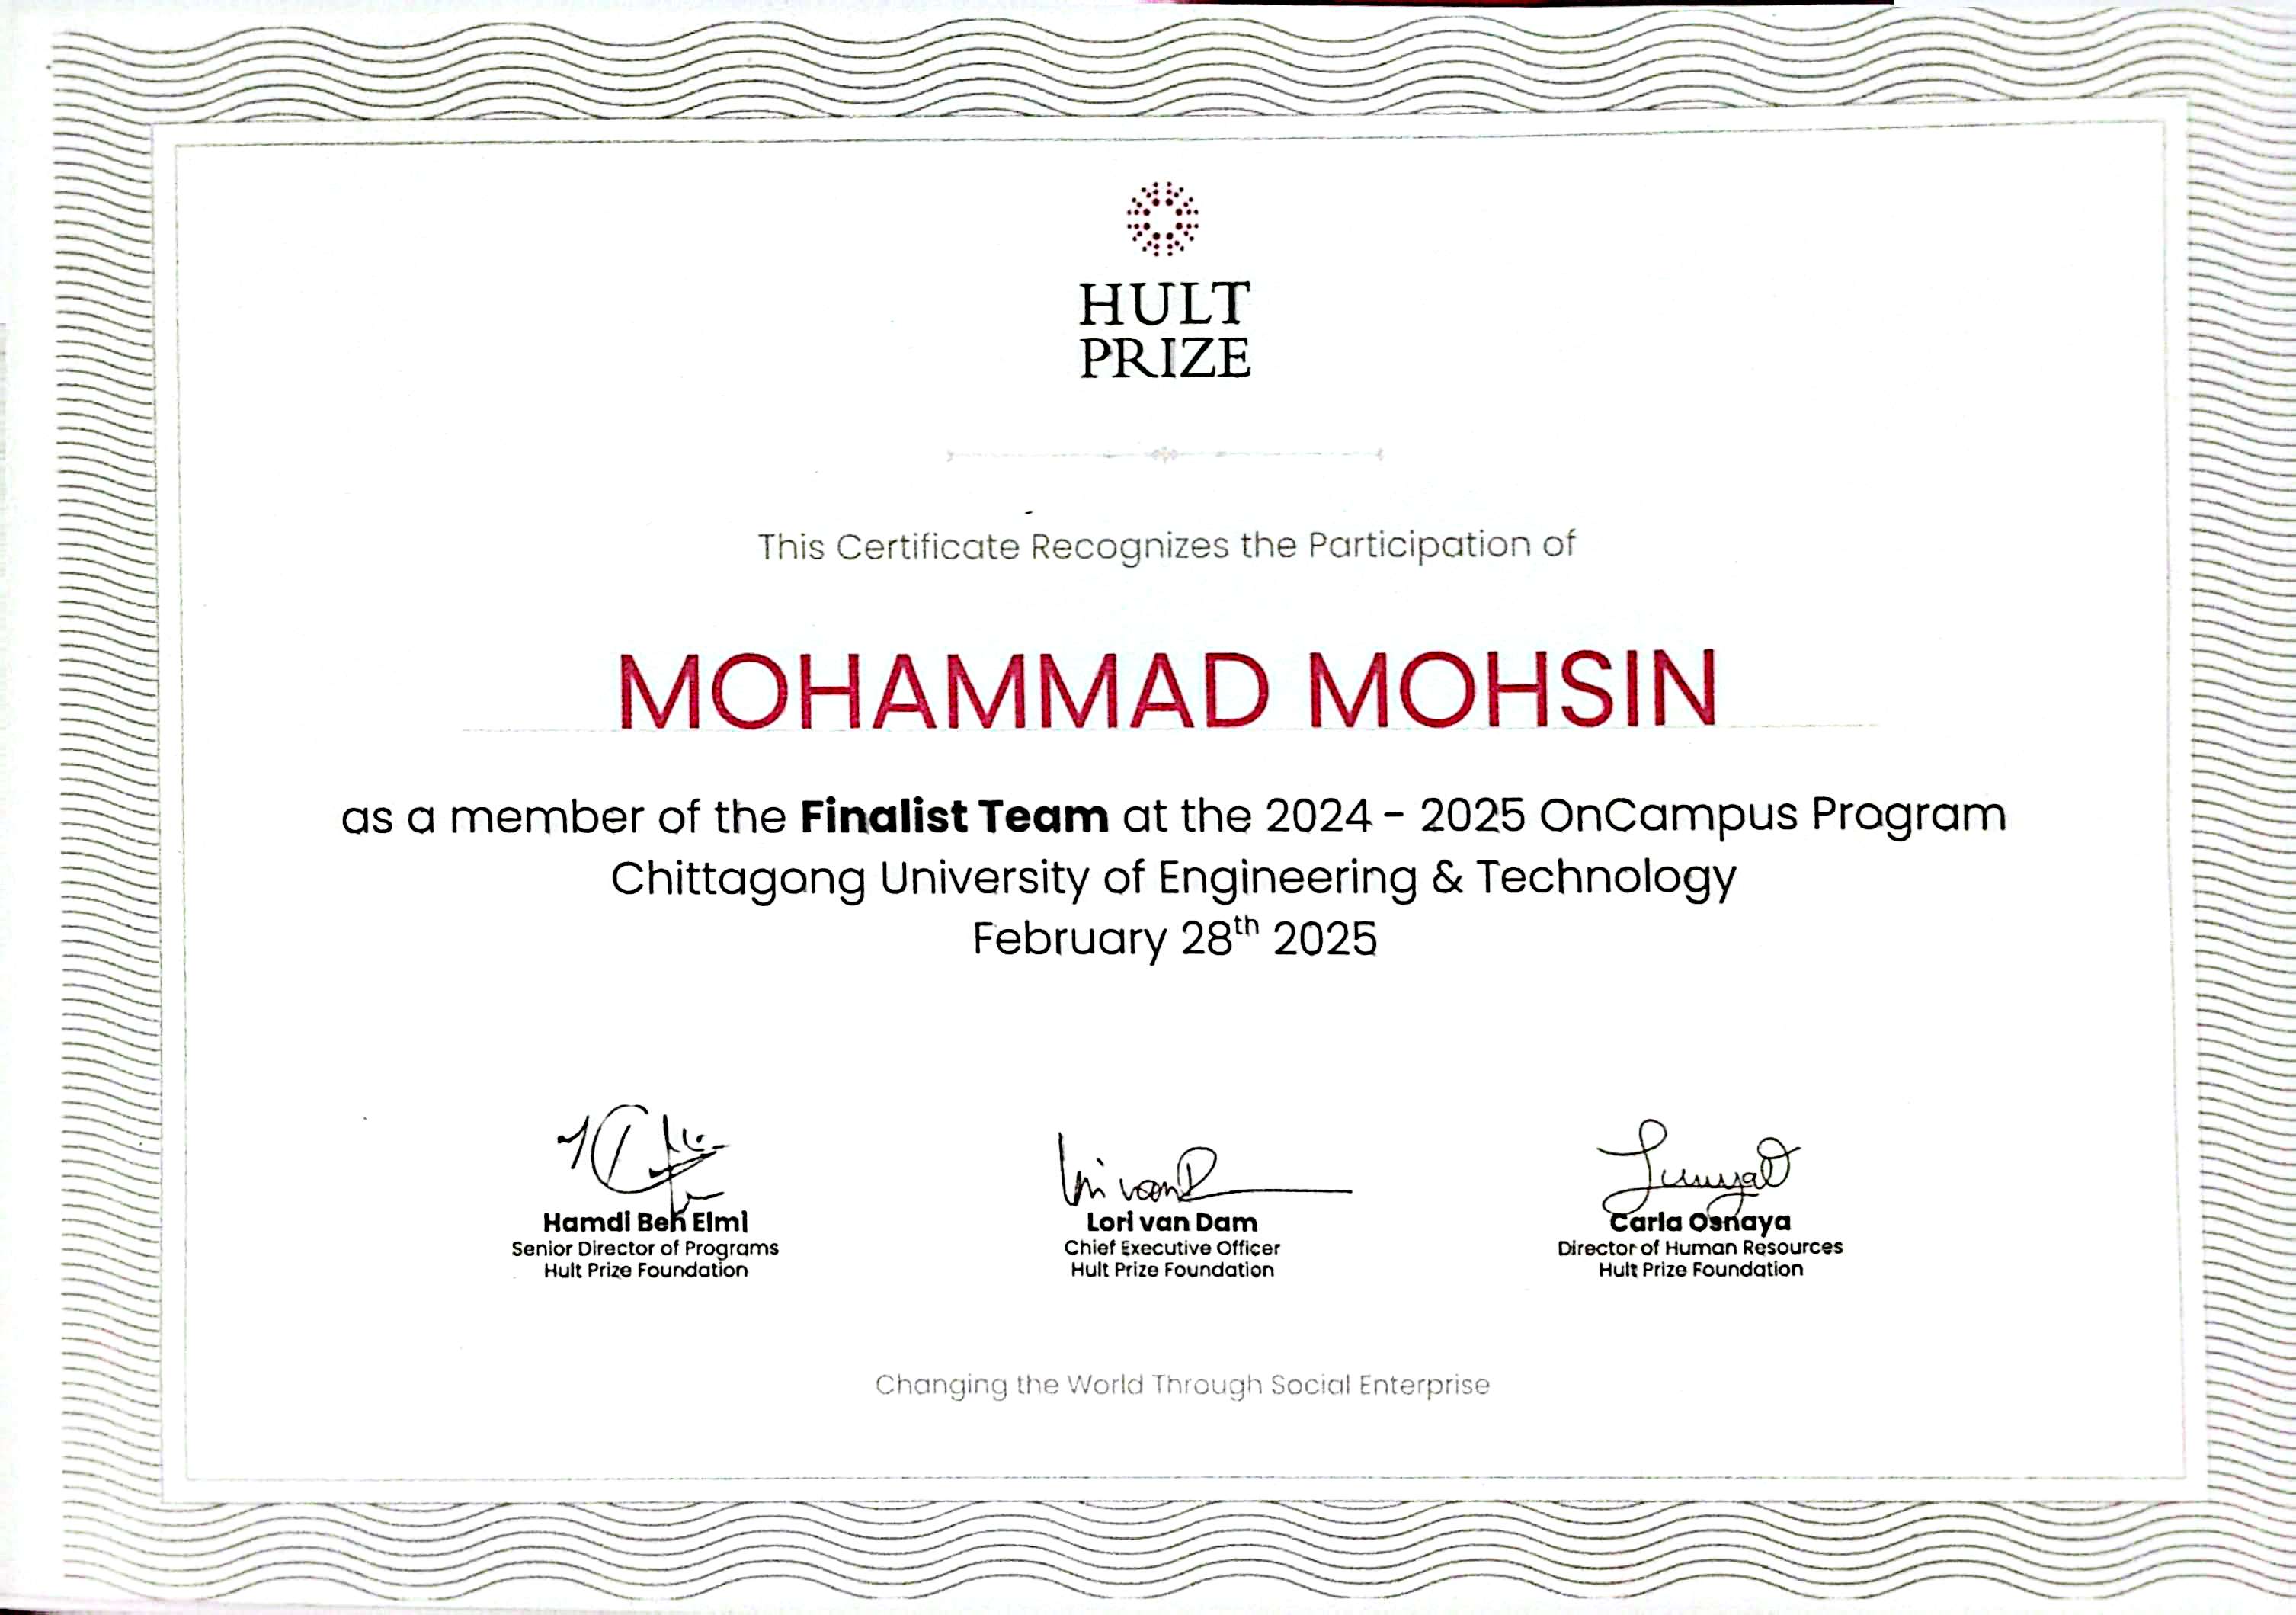 HULT
PRIZE
This Certificate Recognizes the Participation of
MOHAMMAD MOHSIN
as a member of the Finalist Team at the 2024 - 2025 OnCampus Program
Chittagong University of Engineering & Technology
February 28th 2025
Hamdi Ben Elmi
Senior Director of Programs
Hult Prize Foundation
Lori van Dam
Chief Executive Officer
Hult Prize Foundation
Carla Osnaya
Director of Human Resources
Hult Prize Foundation
Changing the World Through Social Enterprise